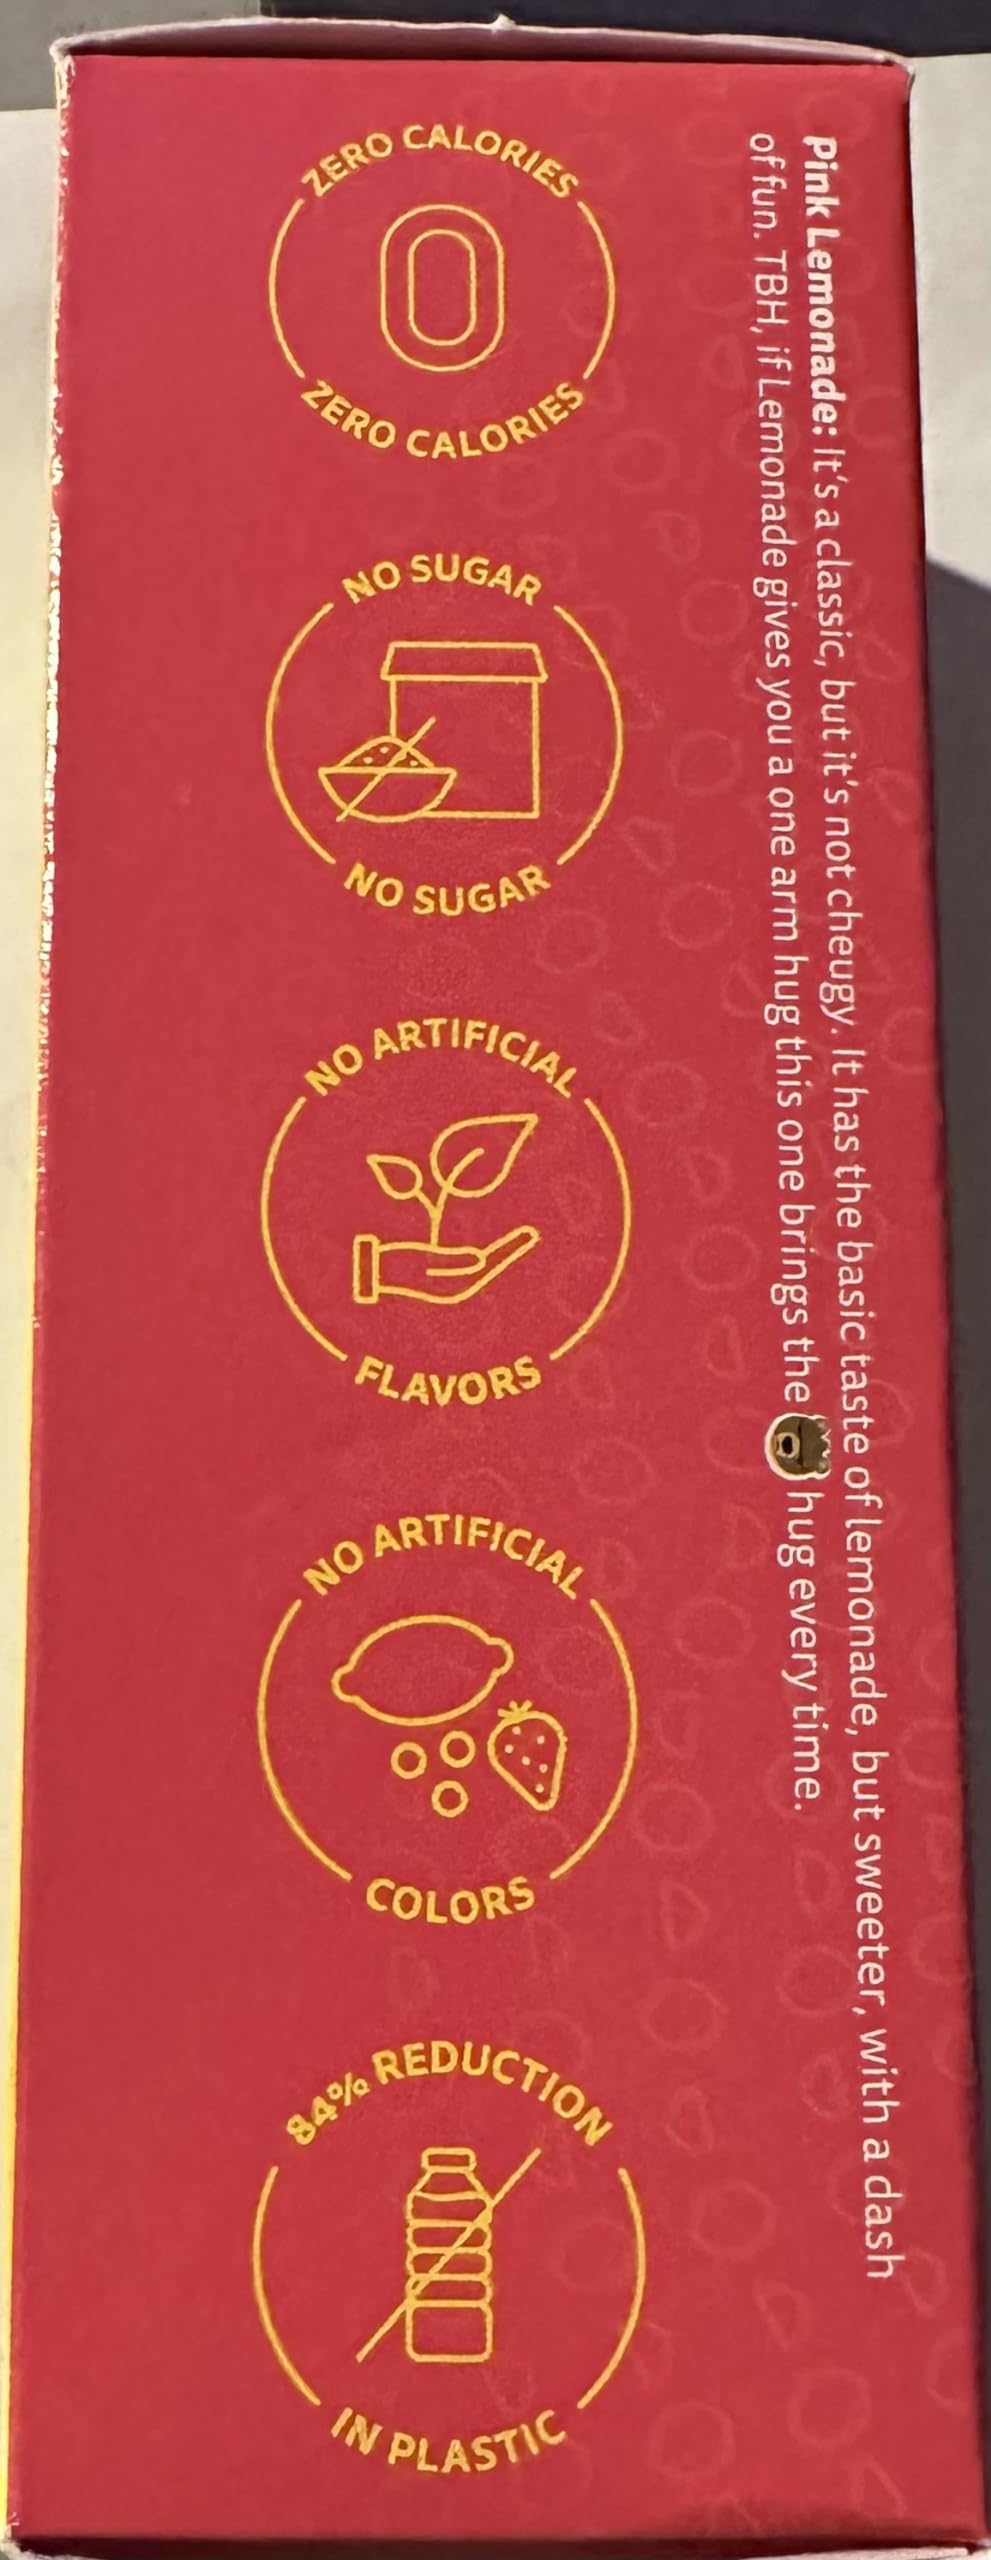 ZERO CALORIES
0
ZERO CALORIES
NO SUGAR
NO SUGAR
NO ARTIFICIAL
FLAVORS
NO ARTIFICIAL
COLORS
84% REDUCTION
IN PLASTIC
Pink Lemonade: It's a classic, but it's not cheugy. It has the basic taste of lemonade, but sweeter, with a dash
of fun. TBH, if Lemonade gives you a one arm hug this one brings the 🐻 hug every time.